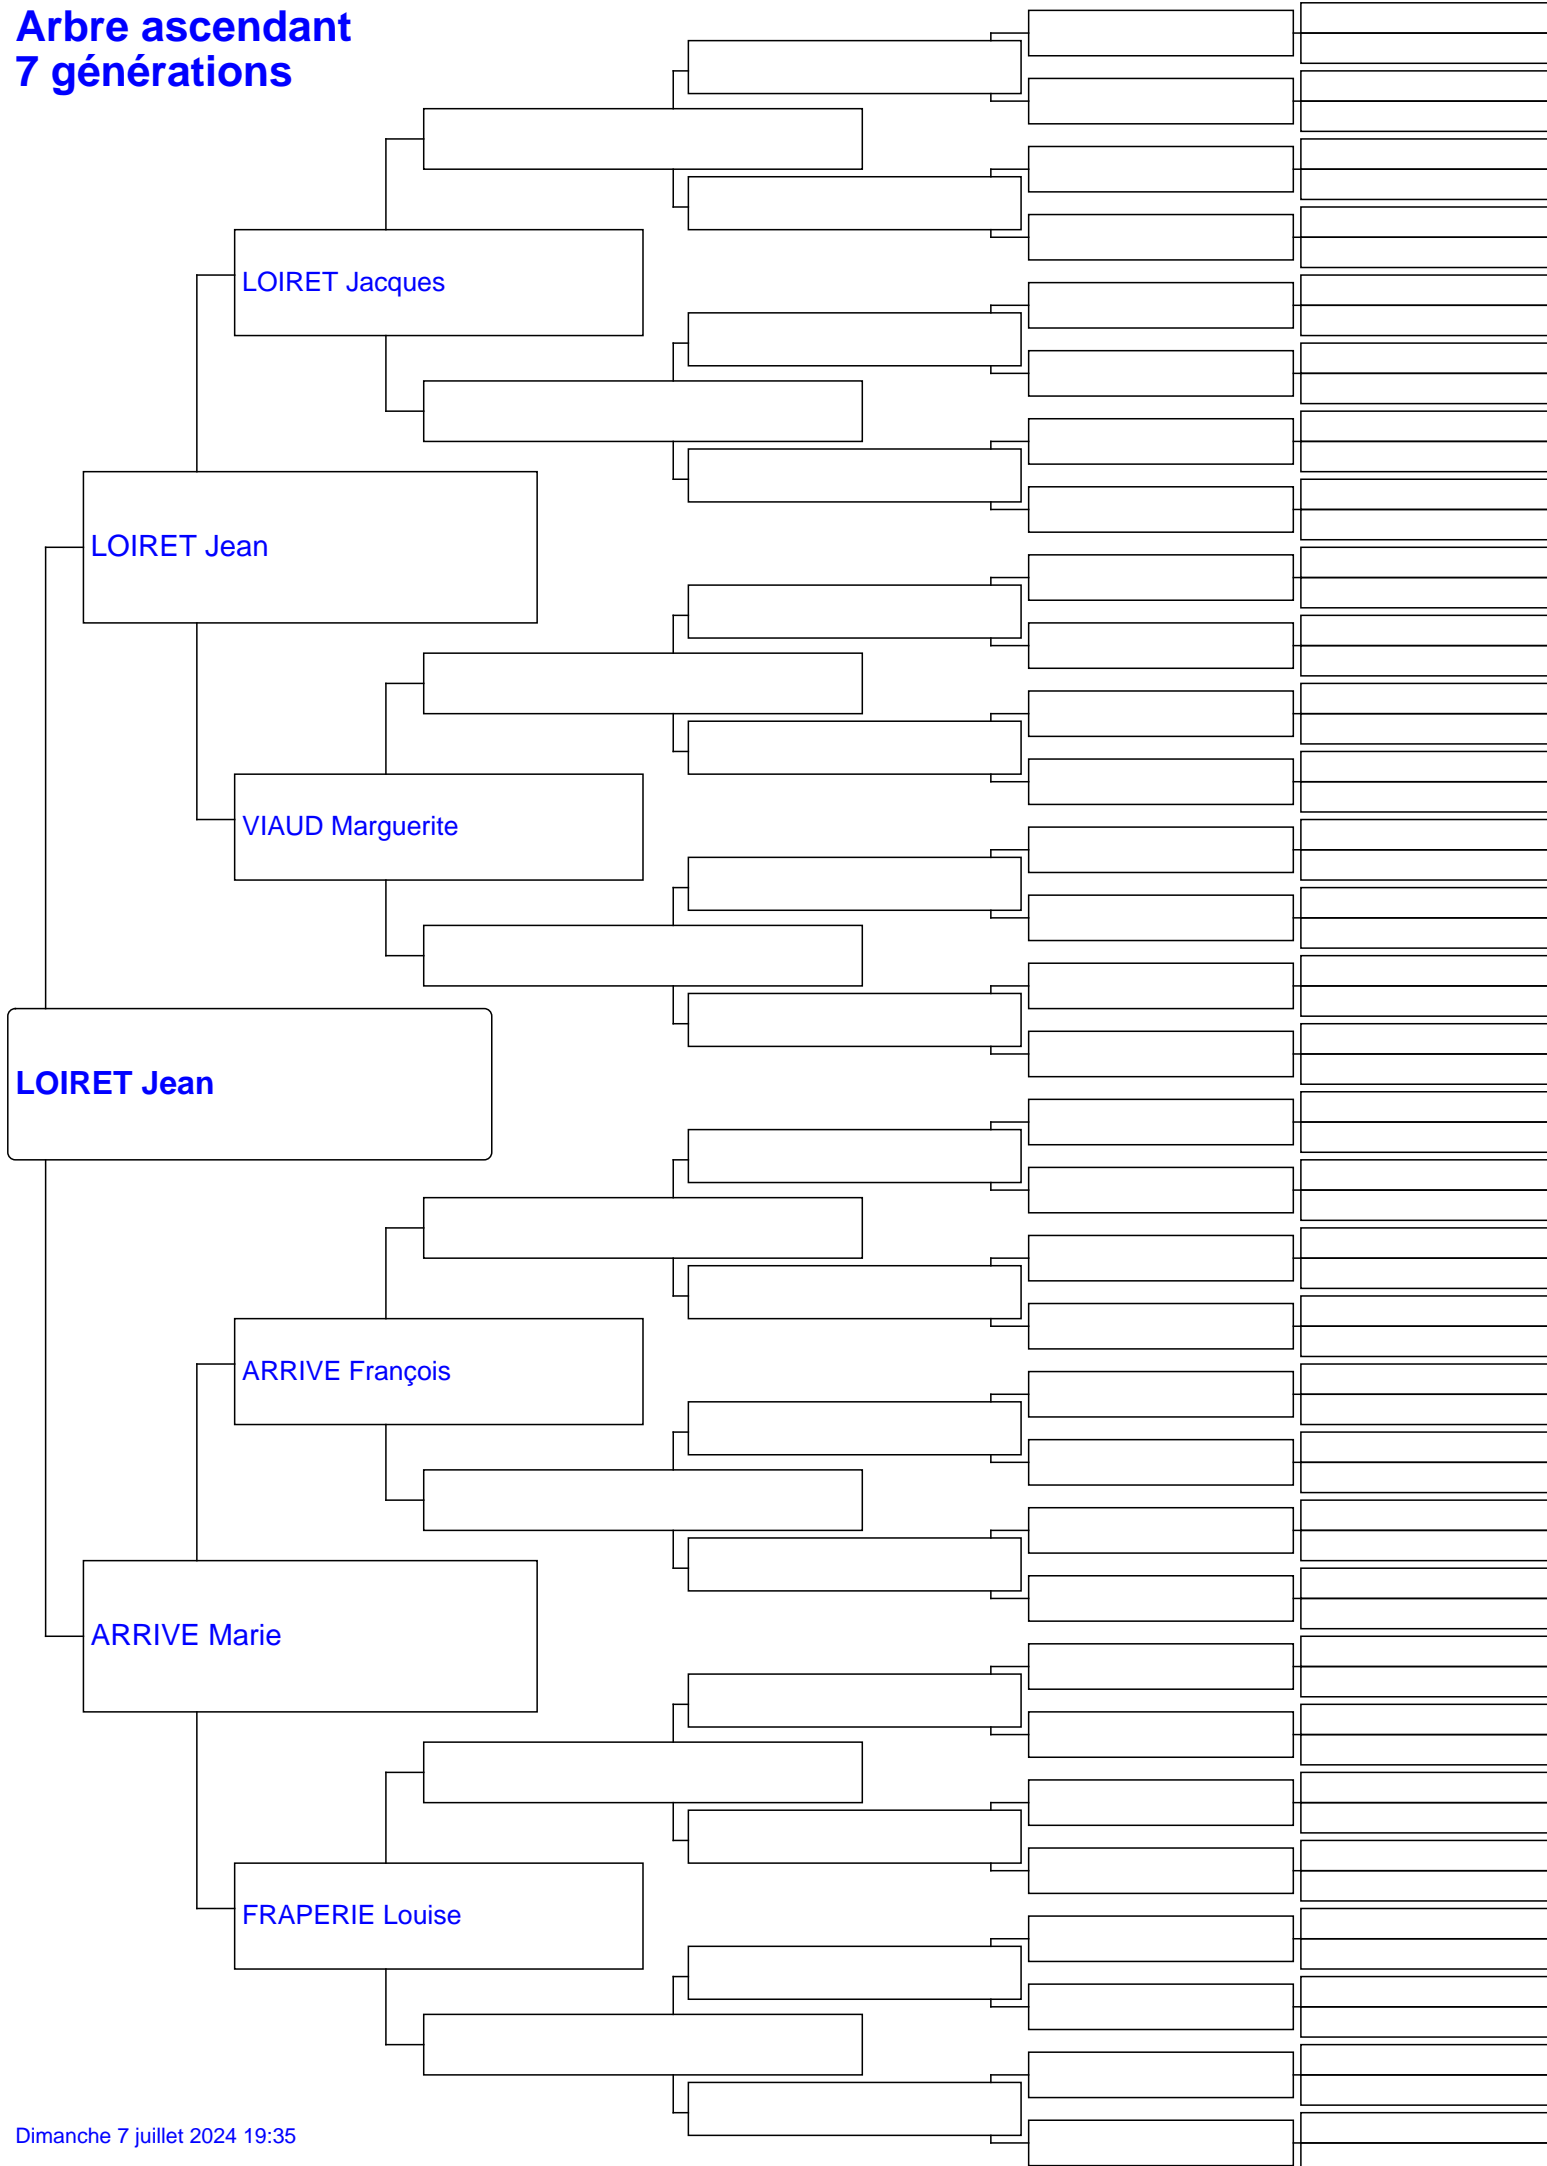 Arbre ascendant
7 générations
LOIRET Jacques
LOIRET Jean
VIAUD Marguerite
LOIRET Jean
ARRIVE François
ARRIVE Marie
FRAPERIE Louise
Dimanche 7 juillet 2024 19:35